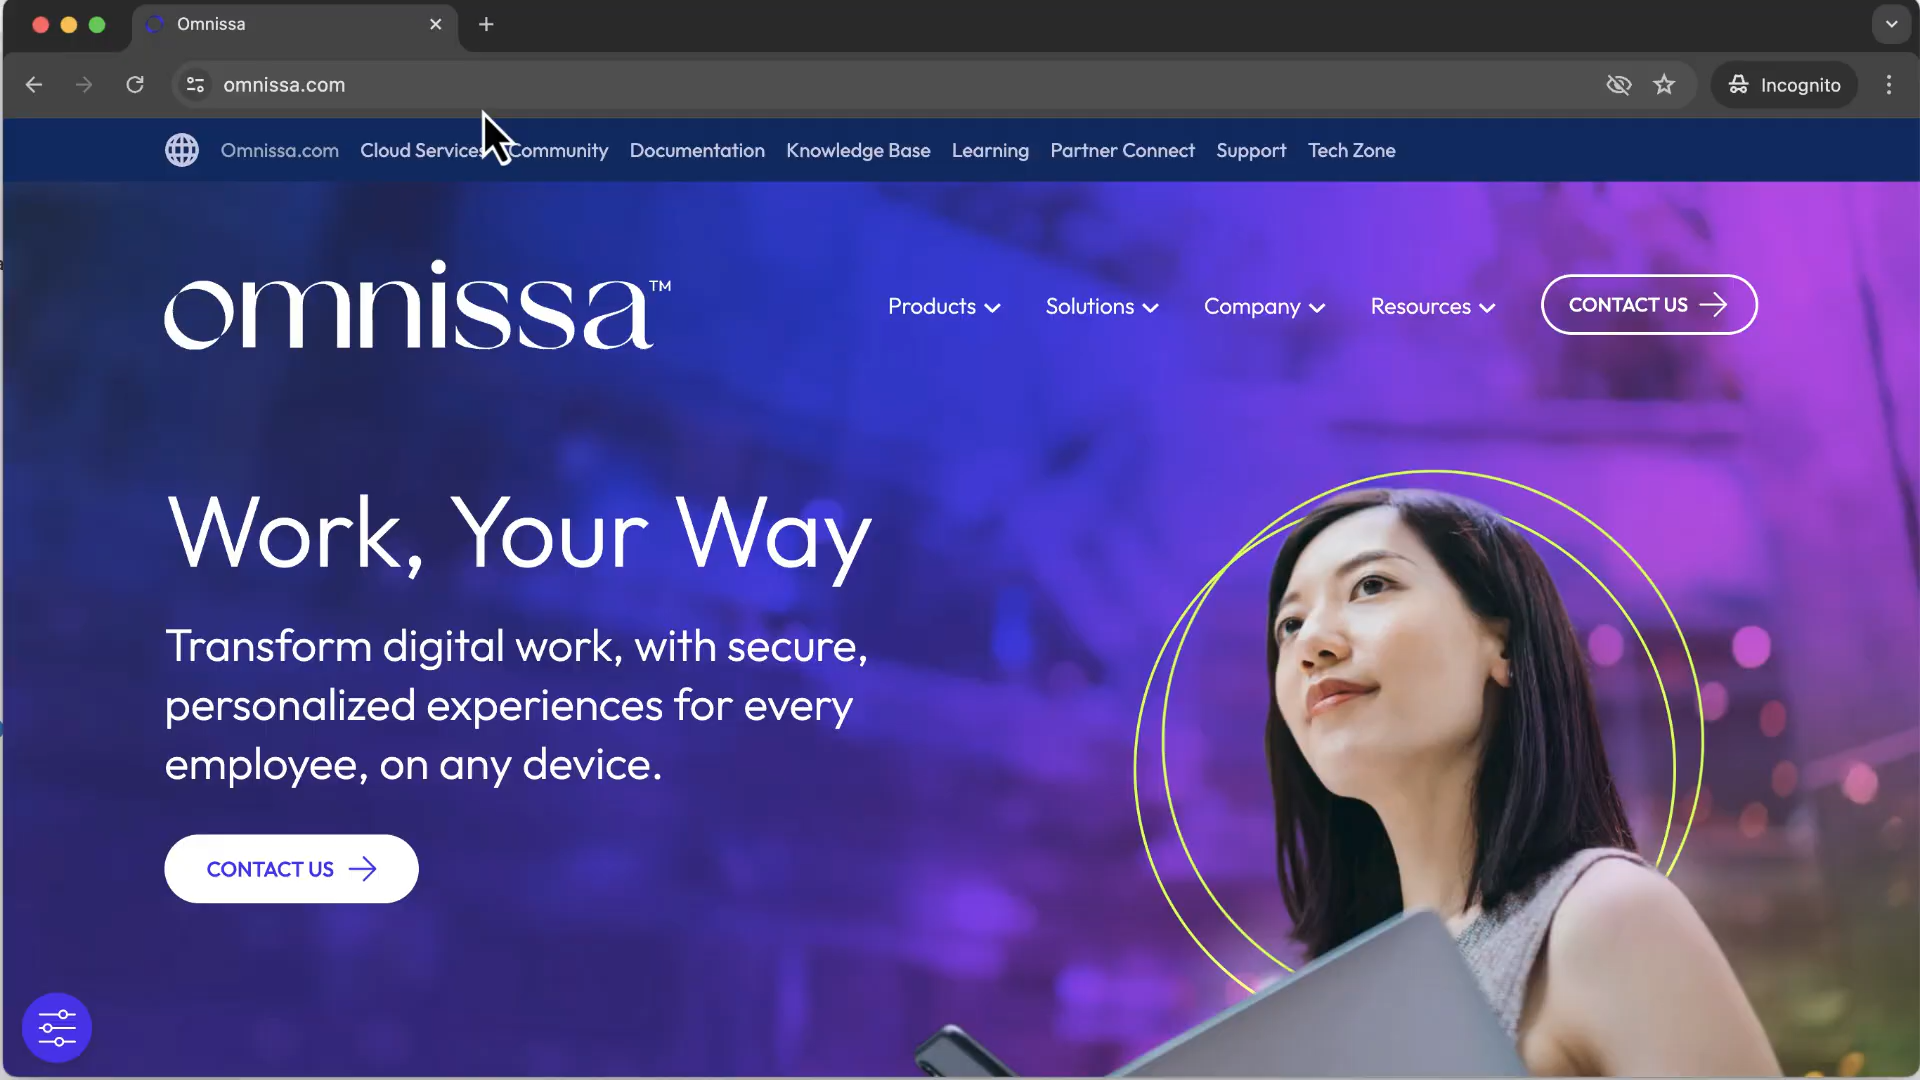 Omnissa
omnissa.com
Incognito
Omnissa.com Cloud Services Community Documentation Knowledge Base Learning Partner Connect Support Tech Zone
omnissa™
Products Solutions Company Resources CONTACT US
Work, Your Way
Transform digital work, with secure,
personalized experiences for every
employee, on any device.
CONTACT US